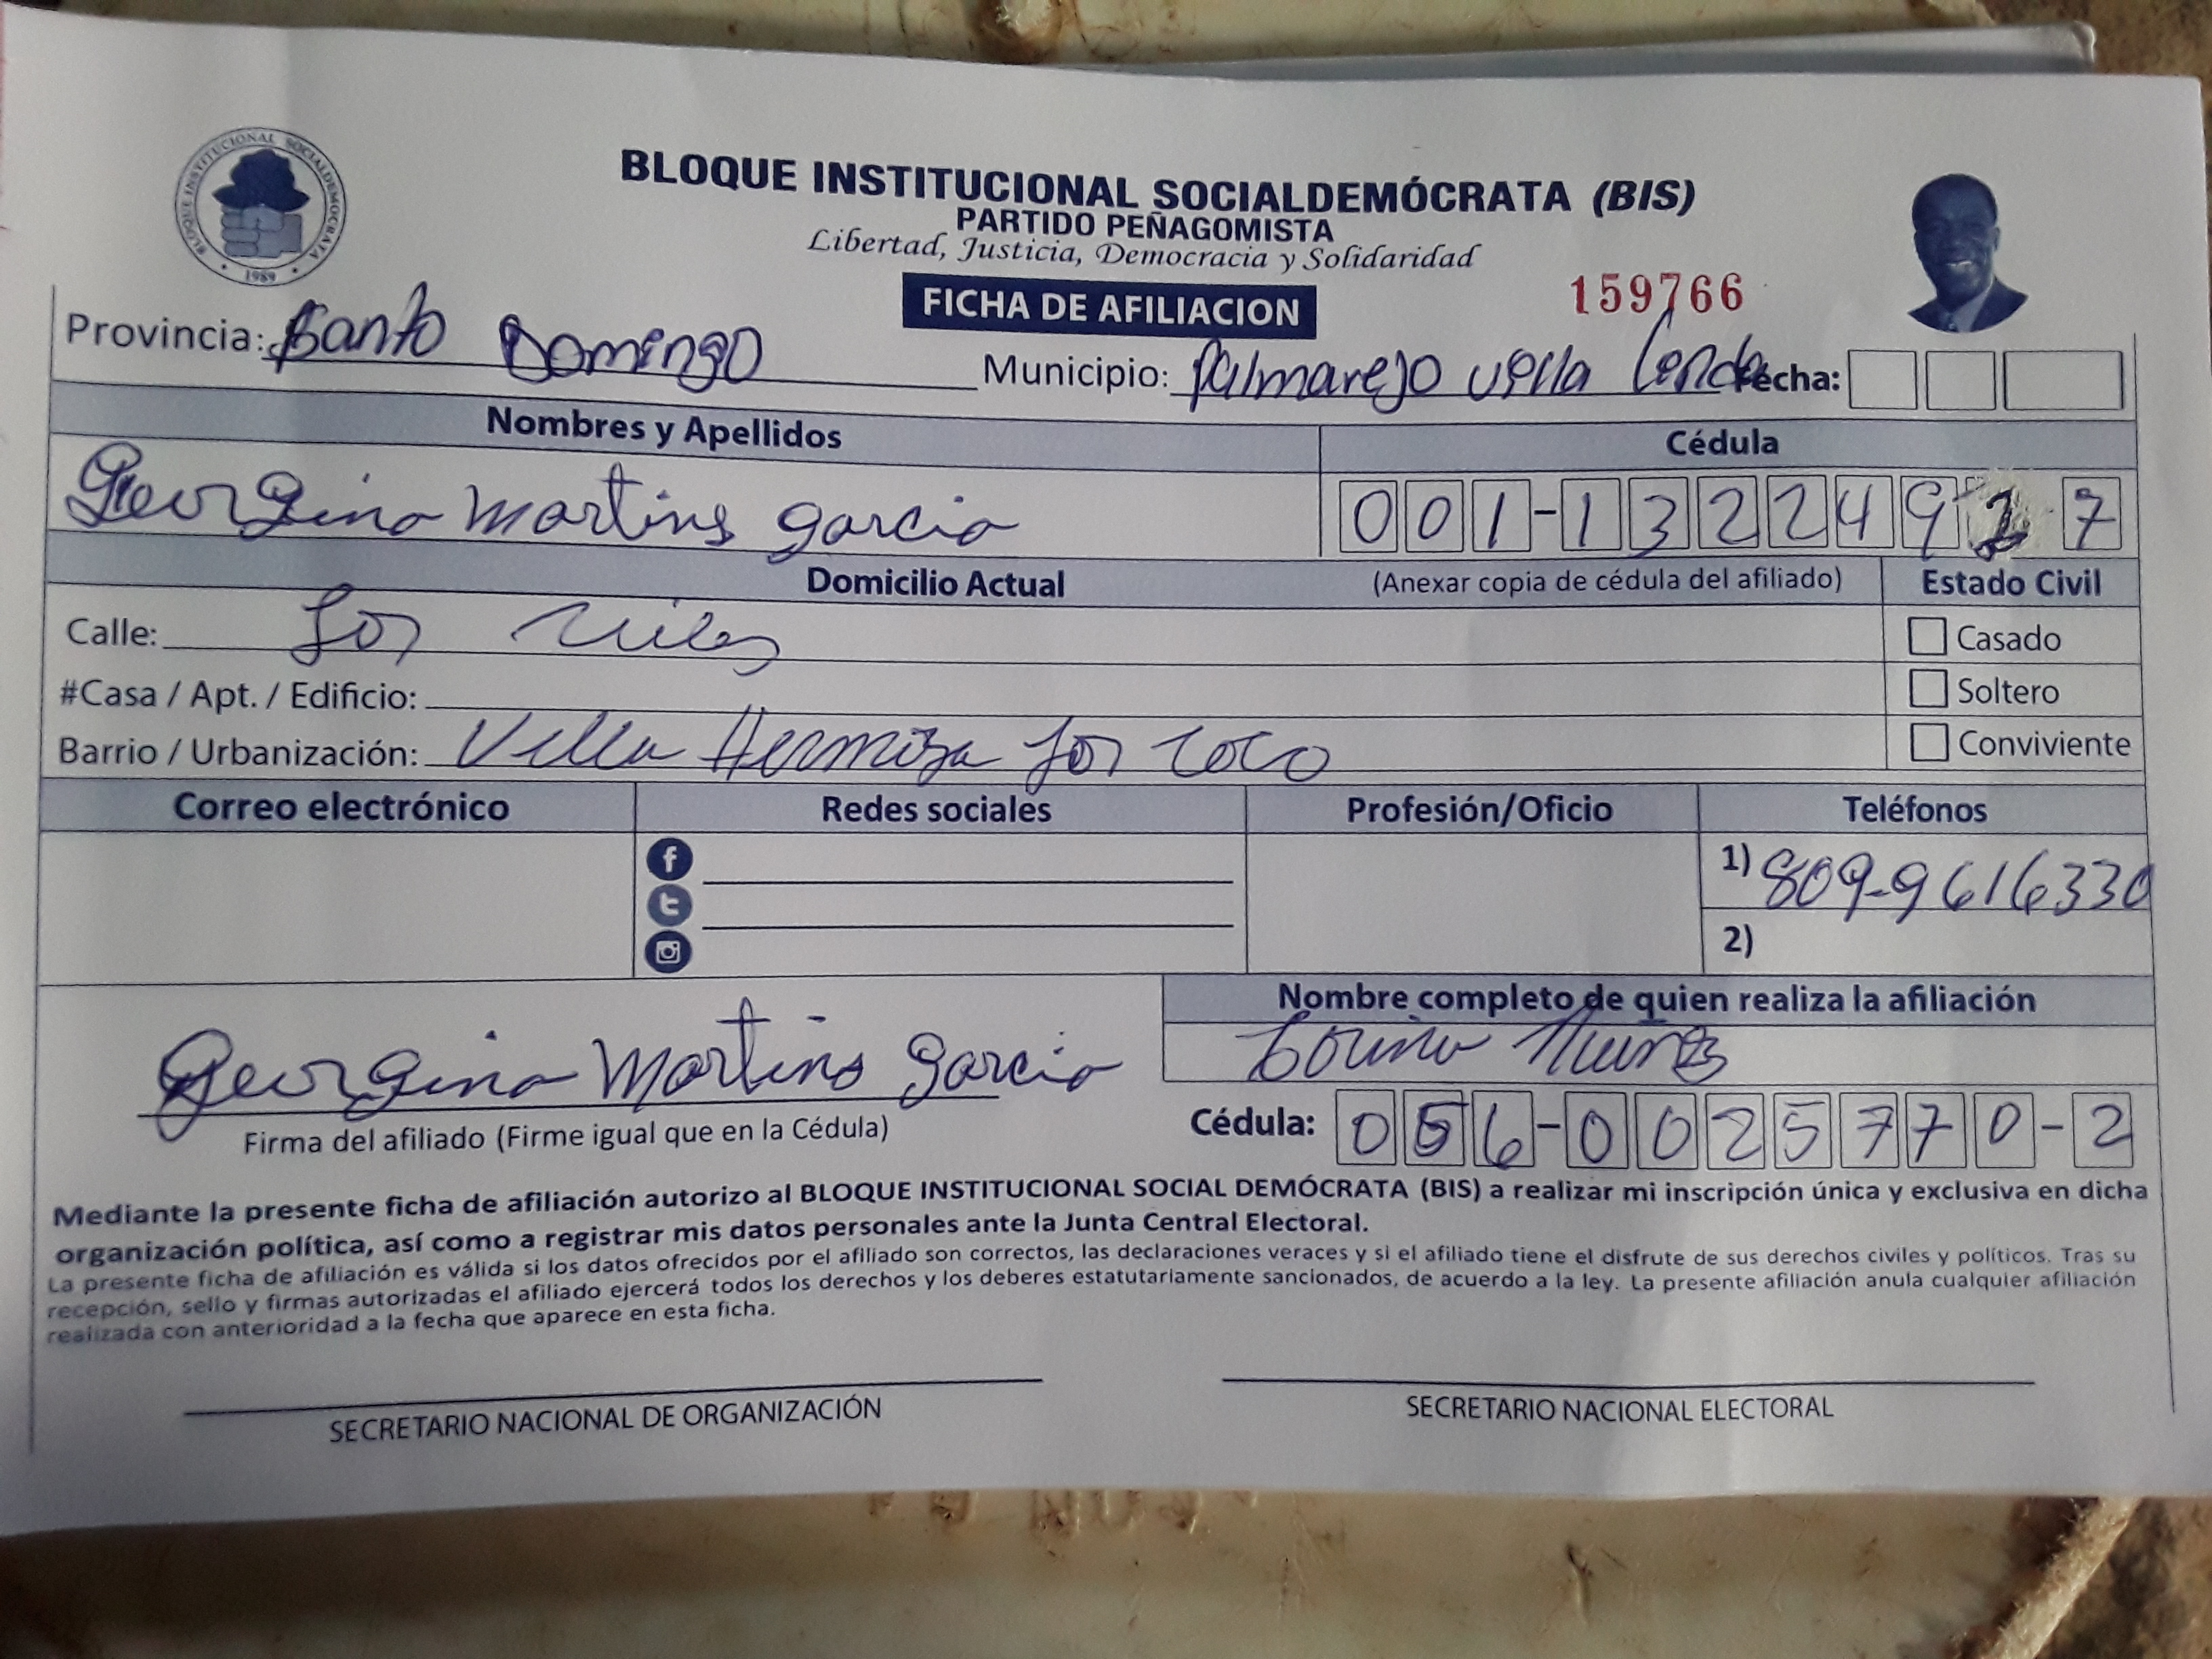 BLOQUE INSTITUCIONAL SOCIALDEMOCRATA
1989
BLOQUE INSTITUCIONAL SOCIALDEMÓCRATA (BIS)
PARTIDO PEÑAGOMISTA
Libertad, Justicia, Democracia y Solidaridad
FICHA DE AFILIACION
159766
Provincia: Santo Domingo
Municipio: Palmarejo Villa Fecha:
Nombres y Apellidos
Cédula
Georgina Martins Garcia
001-1322492 7
Domicilio Actual
(Anexar copia de cédula del afiliado)
Estado Civil
Calle: Los
Casado
#Casa / Apt. / Edificio:
Soltero
Barrio / Urbanización: Villa Hermosa Los Coco
Conviviente
Correo electrónico
Redes sociales
Profesión/Oficio
Teléfonos
1) 809-9616330
2)
Nombre completo de quien realiza la afiliación
Georgina Martins Garcia
Firma del afiliado (Firme igual que en la Cédula)
Cédula: 056-0025770-2
Mediante la presente ficha de afiliación autorizo al BLOQUE INSTITUCIONAL SOCIAL DEMÓCRATA (BIS) a realizar mi inscripción única y exclusiva en dicha
organización política, así como a registrar mis datos personales ante la Junta Central Electoral.
La presente ficha de afiliación es válida si los datos ofrecidos por el afiliado son correctos, las declaraciones veraces y si el afiliado tiene el disfrute de sus derechos civiles y políticos. Tras su
recepción, sello y firmas autorizadas el afiliado ejercerá todos los derechos y los deberes estatutariamente sancionados, de acuerdo a la ley. La presente afiliación anula cualquier afiliación
realizada con anterioridad a la fecha que aparece en esta ficha.
SECRETARIO NACIONAL DE ORGANIZACIÓN
SECRETARIO NACIONAL ELECTORAL